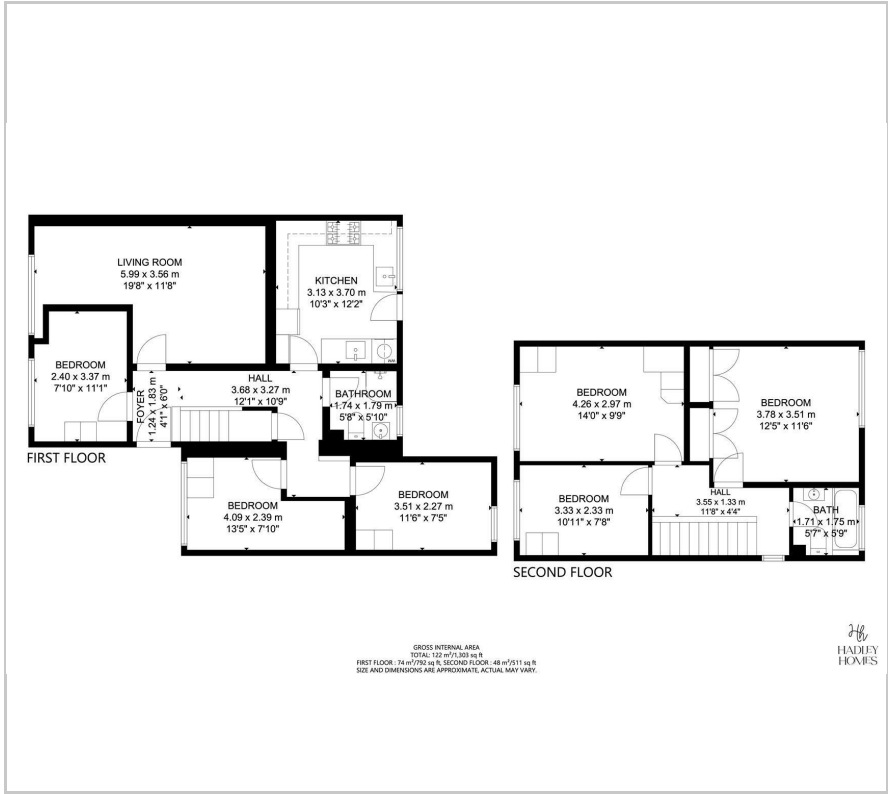 LIVING ROOM
5.99 x 3.56 m
19'8" x 11'8"
KITCHEN
3.13 x 3.70 m
10'3" x 12'2"
BEDROOM
2.40 x 3.37 m
7'10" x 11'1"
FOYER
1.24 x 1.83 m
4'1" x 6'0"
HALL
3.68 x 3.27 m
12'1" x 10'9"
BATHROOM
1.74 x 1.79 m
5'8" x 5'10"
FIRST FLOOR
BEDROOM
4.09 x 2.39 m
13'5" x 7'10"
BEDROOM
3.51 x 2.27 m
11'6" x 7'5"
BEDROOM
4.26 x 2.97 m
14'0" x 9'9"
BEDROOM
3.78 x 3.51 m
12'5" x 11'6"
BEDROOM
3.33 x 2.33 m
10'11" x 7'8"
HALL
3.55 x 1.33 m
11'8" x 4'4"
BATH
1.71 x 1.75 m
5'7" x 5'9"
SECOND FLOOR
GROSS INTERNAL AREA
TOTAL: 122 m²/1,303 sq ft
FIRST FLOOR : 74 m²/792 sq ft, SECOND FLOOR : 48 m²/511 sq ft
SIZE AND DIMENSIONS ARE APPROXIMATE, ACTUAL MAY VARY.
Hh
HADLEY
HOMES